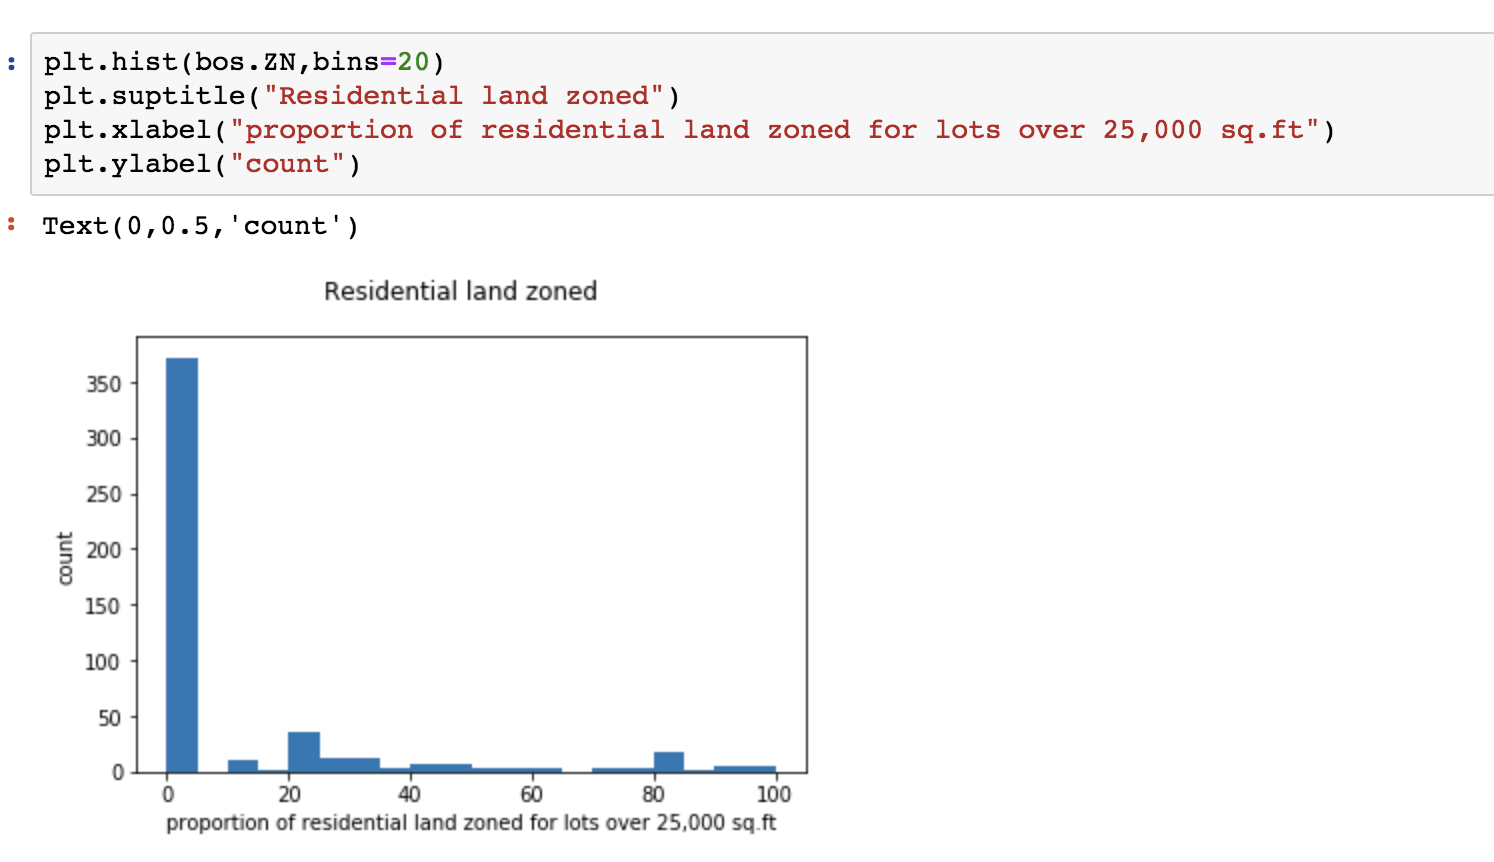 : plt.hist(bos.ZN,bins=20)
plt.suptitle("Residential land zoned")
plt.xlabel("proportion of residential land zoned for lots over 25,000 sq.ft")
plt.ylabel("count")
: Text(0,0.5,'count')
Residential land zoned
350
300
250
200
150
100
50
0
count
0 20 40 60 80 100
proportion of residential land zoned for lots over 25,000 sq.ft